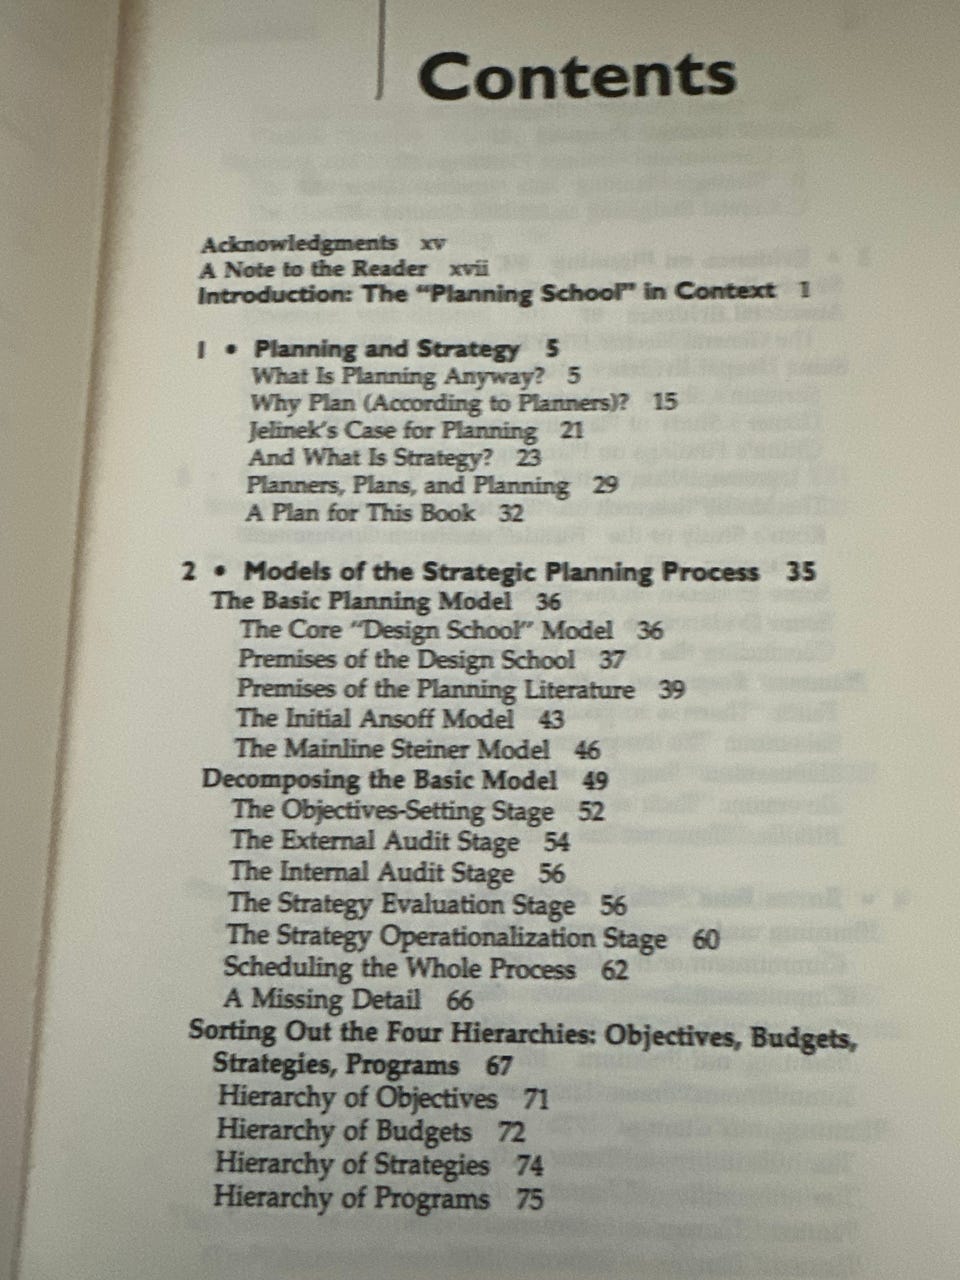 Contents
Acknowledgments xv
A Note to the Reader xvii
Introduction: The “Planning School” in Context 1
1 • Planning and Strategy 5
What Is Planning Anyway? 5
Why Plan (According to Planners)? 15
Jelinek's Case for Planning 21
And What Is Strategy? 23
Planners, Plans, and Planning 29
A Plan for This Book 32
2 • Models of the Strategic Planning Process 35
The Basic Planning Model 36
The Core “Design School” Model 36
Premises of the Design School 37
Premises of the Planning Literature 39
The Initial Ansoff Model 43
The Mainline Steiner Model 46
Decomposing the Basic Model 49
The Objectives-Setting Stage 52
The External Audit Stage 54
The Internal Audit Stage 56
The Strategy Evaluation Stage 56
The Strategy Operationalization Stage 60
Scheduling the Whole Process 62
A Missing Detail 66
Sorting Out the Four Hierarchies: Objectives, Budgets,
Strategies, Programs 67
Hierarchy of Objectives 71
Hierarchy of Budgets 72
Hierarchy of Strategies 74
Hierarchy of Programs 75